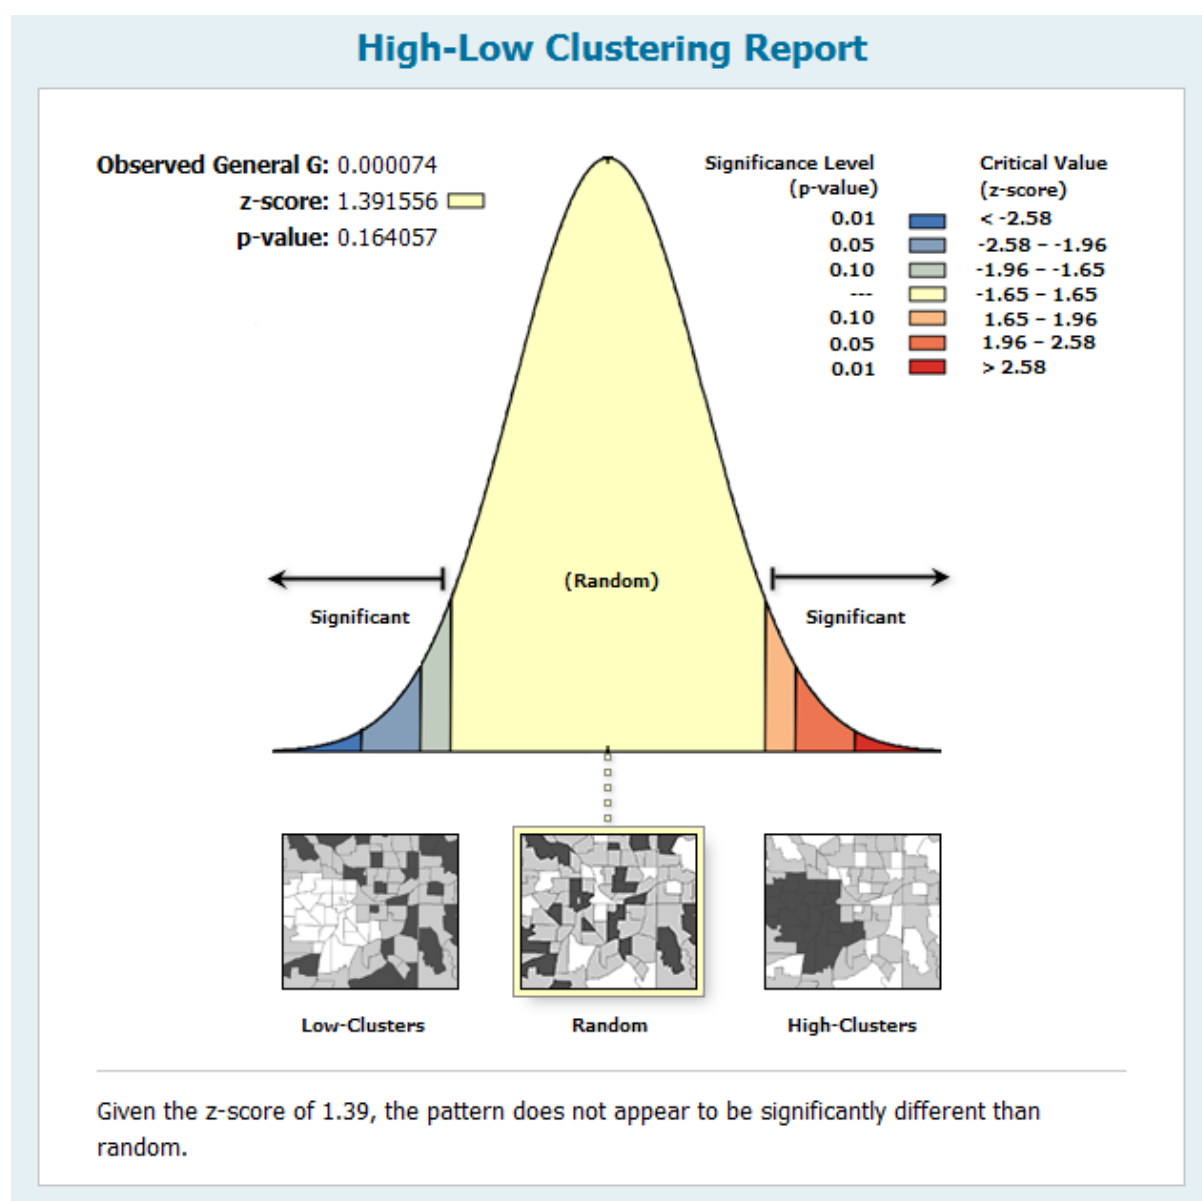 High-Low Clustering Report
Observed General G: 0.000074
z-score: 1.391556
p-value: 0.164057
Significance Level
(p-value)
Critical Value
(z-score)
0.01 < -2.58
0.05 -2.58 – -1.96
0.10 -1.96 – -1.65
--- -1.65 – 1.65
0.10 1.65 – 1.96
0.05 1.96 – 2.58
0.01 > 2.58
(Random)
Significant
Significant
Low-Clusters
Random
High-Clusters
Given the z-score of 1.39, the pattern does not appear to be significantly different than
random.